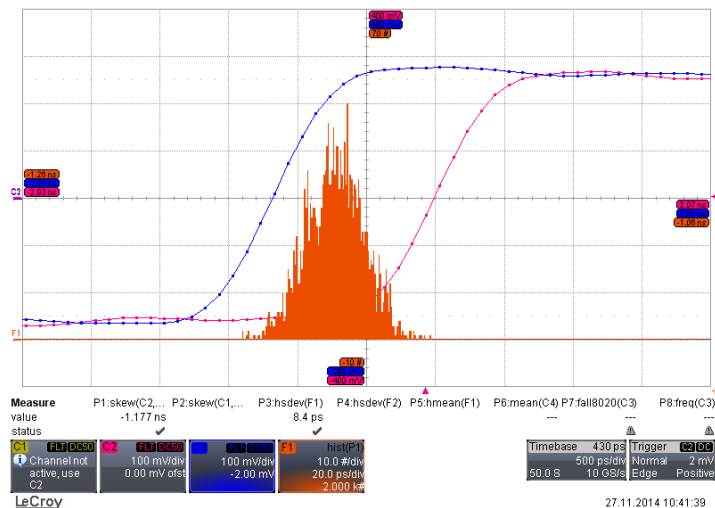 400 mV
70 #
-1.26 ns
C3
-2.93 ns
2.07 ns
-1.06 ns
F1
-10 #
-400 mV
Measure P1:skew(C2,... P2:skew(C1,... P3:hsdev(F1) P4:hsdev(F2) P5:hmean(F1) P6:mean(C4) P7:fall8020(C3) P8:freq(C3)
value -1.177 ns 8.4 ps --- --- ---
status
C1 FLT DC50 C2 FLT DC50 FLT DC50 F1 hist(P1) Timebase 430 ps Trigger C2 DC
Channel not 100 mV/div 100 mV/div 10.0 #/div 500 ps/div Normal 2 mV
active, use 0.00 mV ofst -2.00 mV 20.0 ps/div 50.0 S 10 GS/s Edge Positive
C2 2.000 k#
LeCroy 27.11.2014 10:41:39